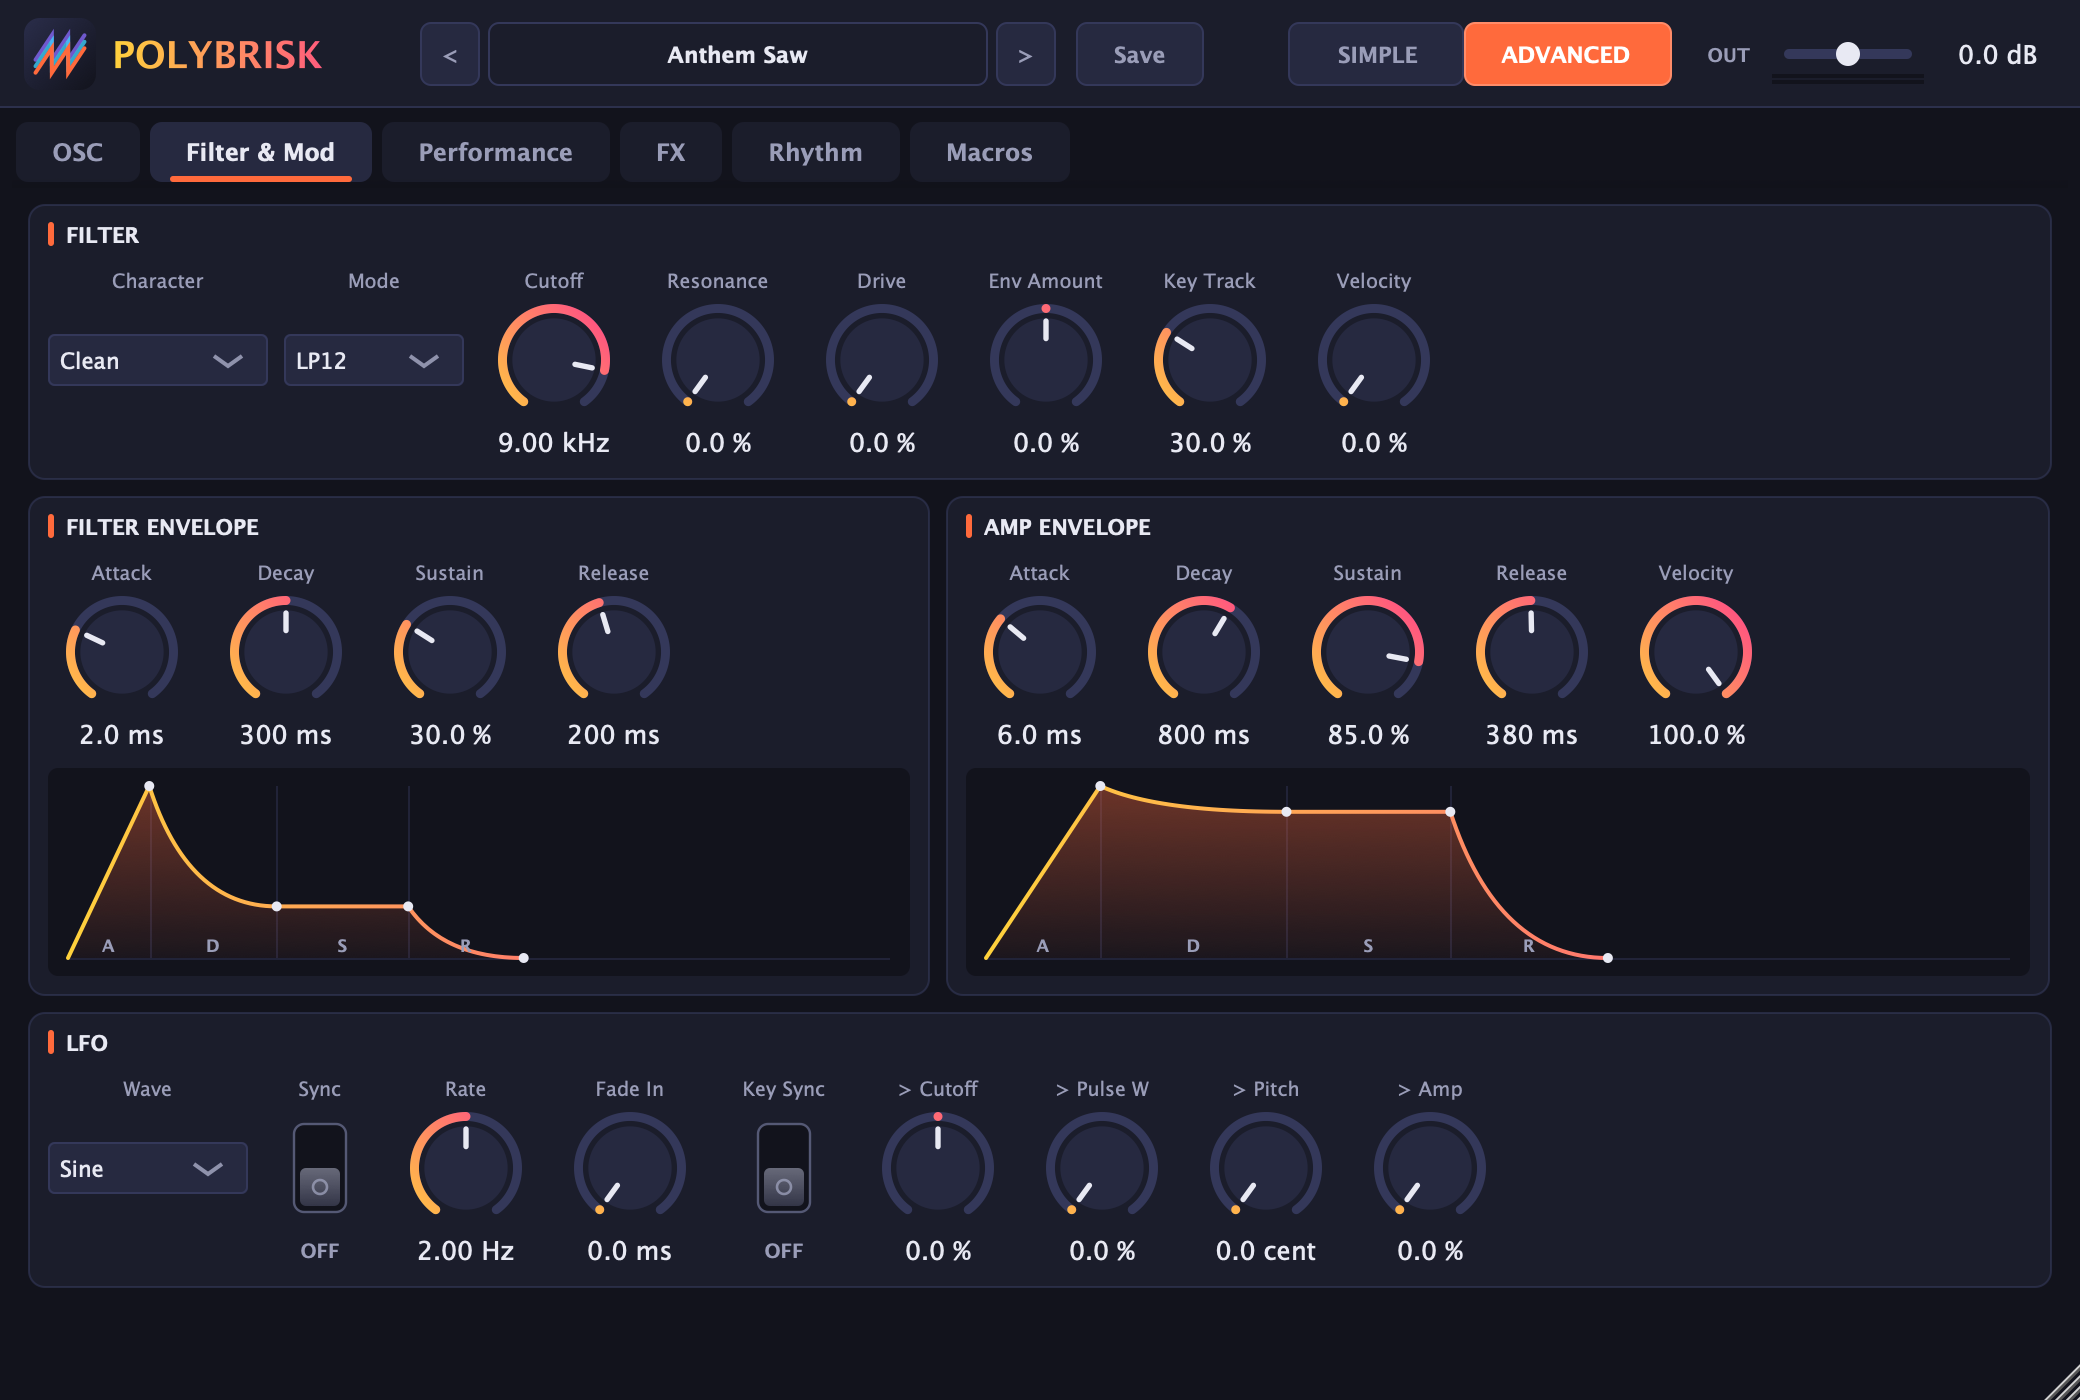 POLYBRISK < Anthem Saw > Save SIMPLE ADVANCED OUT 0.0 dB
OSC Filter & Mod Performance FX Rhythm Macros
FILTER
Character Mode Cutoff Resonance Drive Env Amount Key Track Velocity
Clean LP12
9.00 kHz 0.0 % 0.0 % 0.0 % 30.0 % 0.0 %
FILTER ENVELOPE
Attack Decay Sustain Release
2.0 ms 300 ms 30.0 % 200 ms
A D S R
AMP ENVELOPE
Attack Decay Sustain Release Velocity
6.0 ms 800 ms 85.0 % 380 ms 100.0 %
A D S R
LFO
Wave Sync Rate Fade In Key Sync > Cutoff > Pulse W > Pitch > Amp
Sine
OFF 2.00 Hz 0.0 ms OFF 0.0 % 0.0 % 0.0 cent 0.0 %